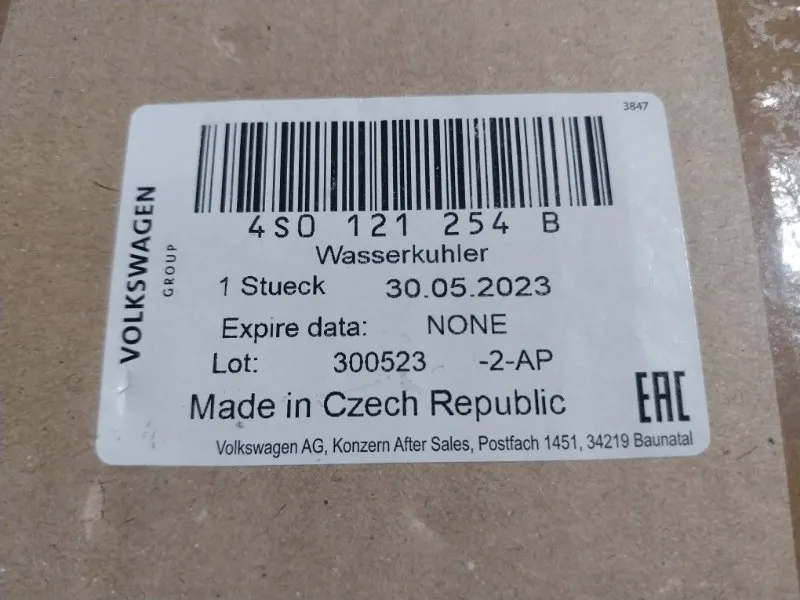 3847
VOLKSWAGEN
GROUP
4S0 121 254 B
Wasserkuhler
1 Stueck 30.05.2023
Expire data: NONE
Lot: 300523 -2-AP
Made in Czech Republic
EAC
Volkswagen AG, Konzern After Sales, Postfach 1451, 34219 Baunatal